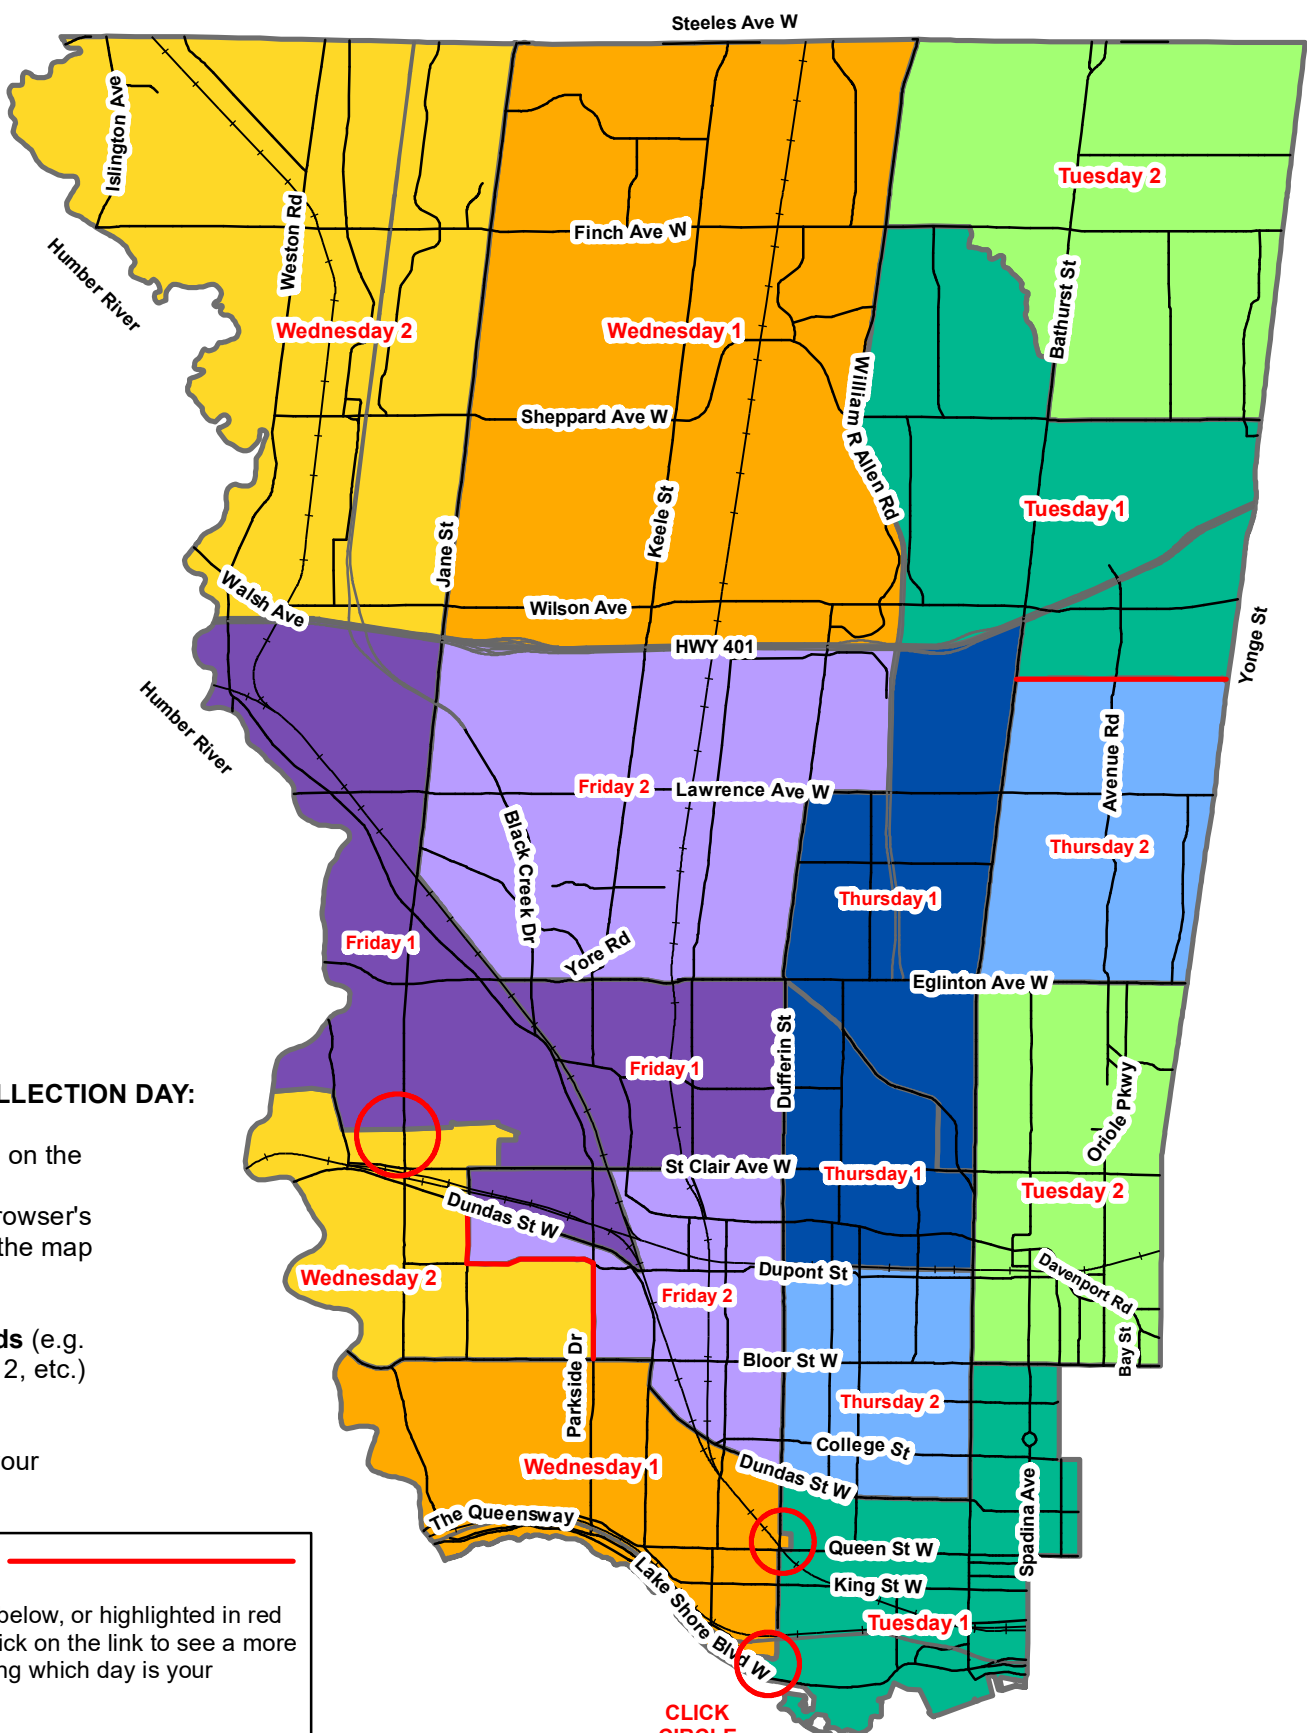 Steeles Ave W
Islington Ave
Tuesday 2
Weston Rd
Finch Ave W
Humber River
Bathurst St
Wednesday 2
Wednesday 1
William R Allen Rd
Sheppard Ave W
Keele St
Tuesday 1
Jane St
Walsh Ave
Wilson Ave
HWY 401
Yonge St
Humber River
Avenue Rd
Friday 2
Lawrence Ave W
Black Creek Dr
Thursday 2
Thursday 1
Friday 1
Yore Rd
Eglinton Ave W
Dufferin St
Friday 1
Oriole Pkwy
LLECTION DAY:
on the
St Clair Ave W
Thursday 1
Tuesday 2
rowser's
the map
Dundas St W
Dupont St
Davenport Rd
Wednesday 2
Friday 2
ds (e.g.
2, etc.)
Parkside Dr
Bloor St W
Bay St
Thursday 2
College St
our
Wednesday 1
Dundas St W
Spadina Ave
The Queensway
Queen St W
King St W
Lake Shore Blvd W
Tuesday 1
below, or highlighted in red
ick on the link to see a more
ng which day is your
CLICK
CIRCLE